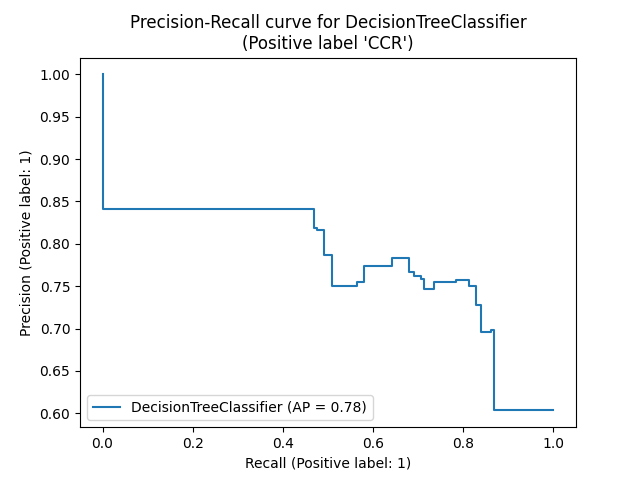 Precision-Recall curve for DecisionTreeClassifier
(Positive label 'CCR')
1.00
0.95
0.90
0.85
0.80
0.75
0.70
0.65
0.60
Precision (Positive label: 1)
DecisionTreeClassifier (AP = 0.78)
0.0 0.2 0.4 0.6 0.8 1.0
Recall (Positive label: 1)